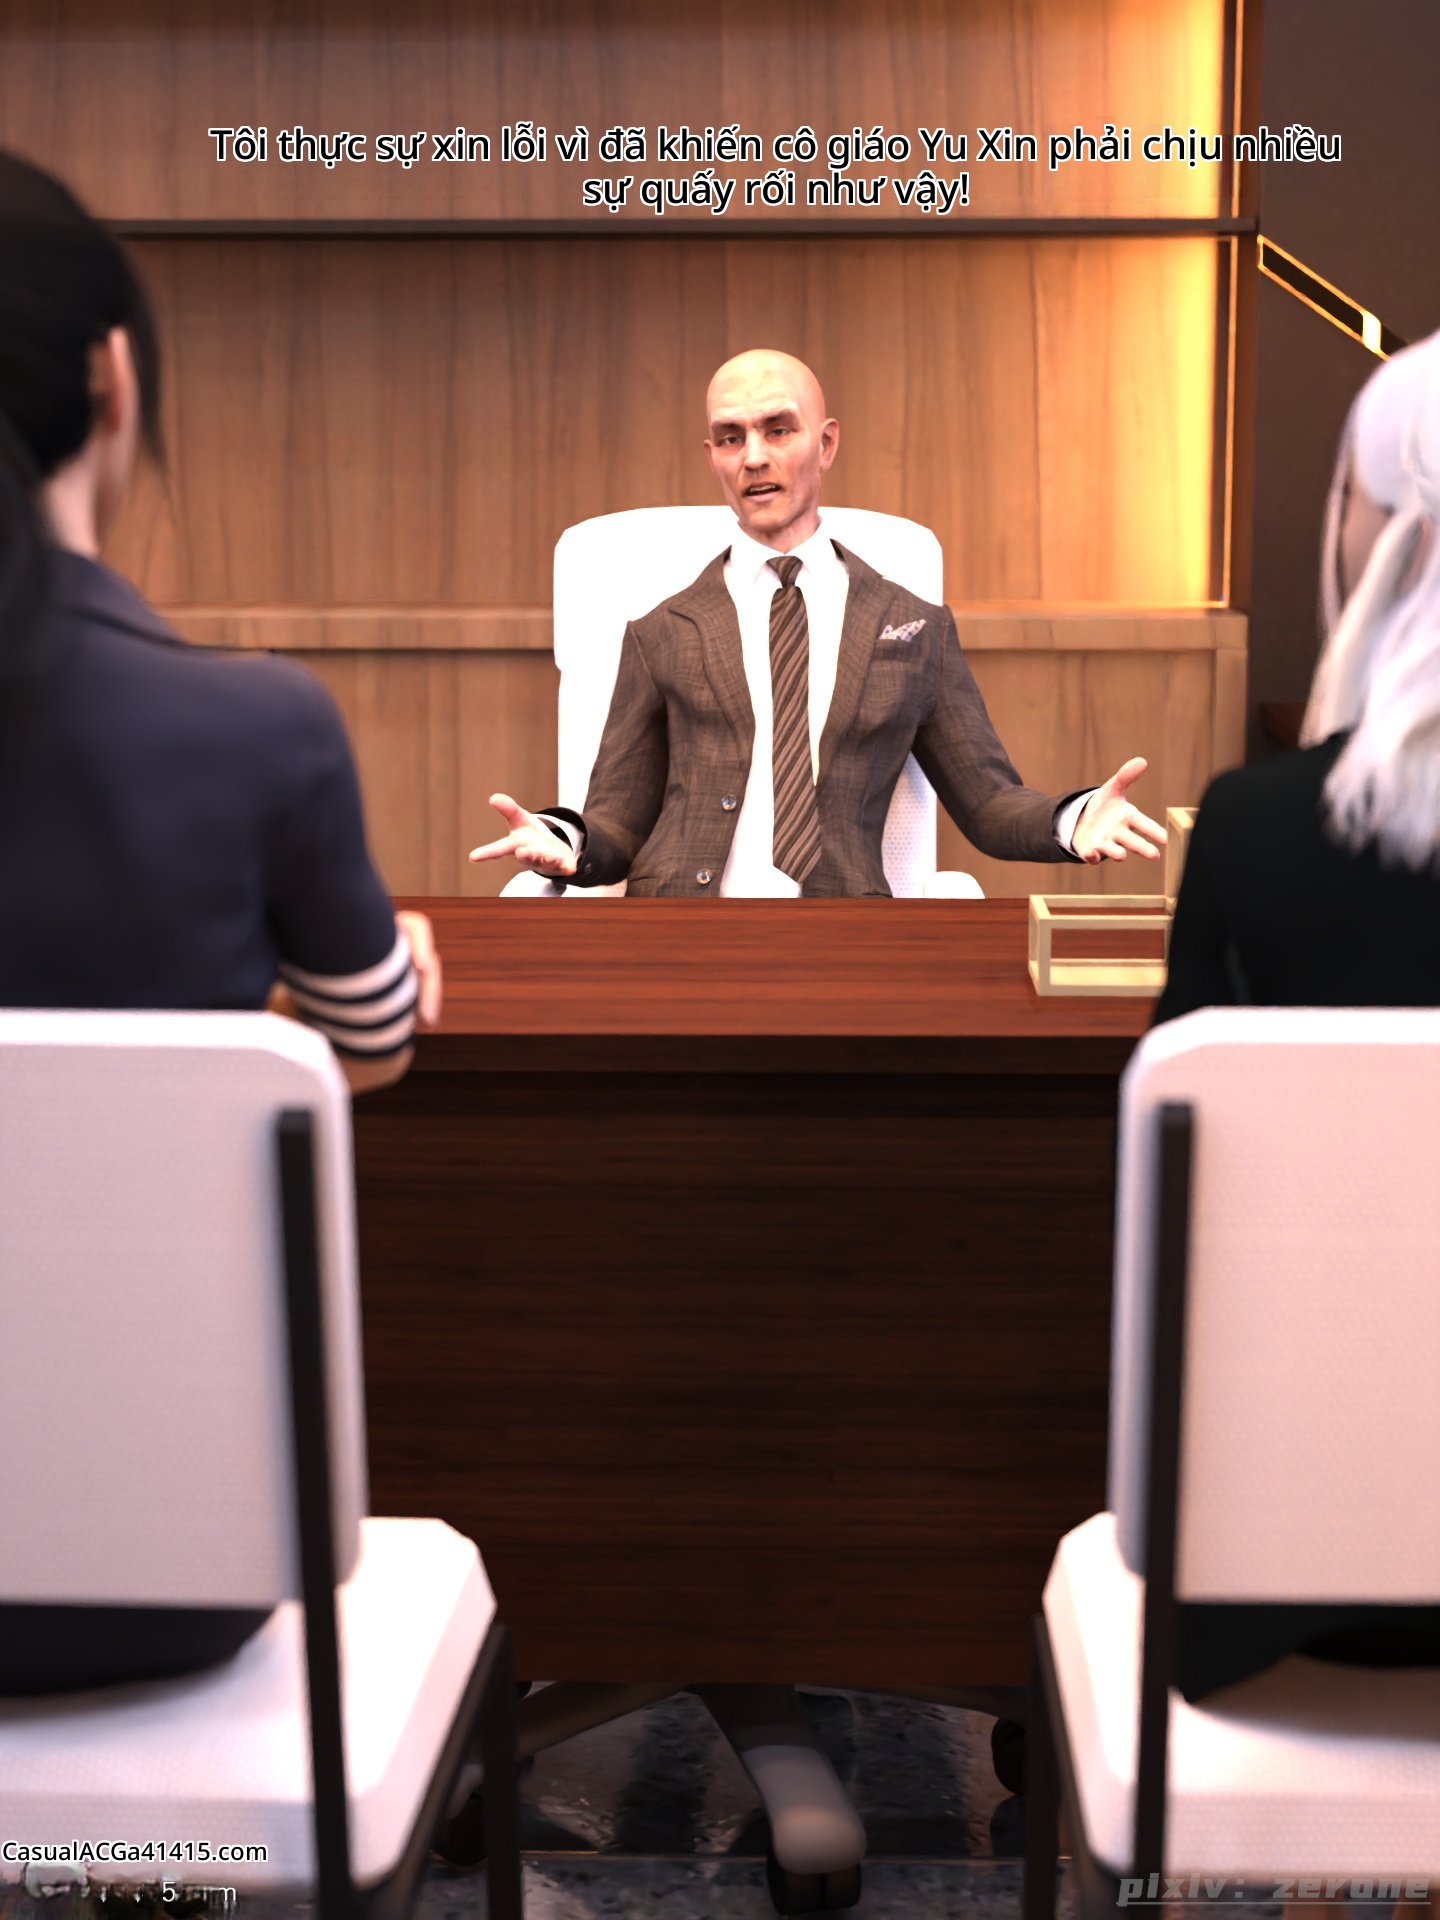 Tôi thực sự xin lỗi vì đã khiến cô giáo Yu Xin phải chịu nhiều
sự quấy rối như vậy!
CasualACGa41415.com
pixiv: zerone